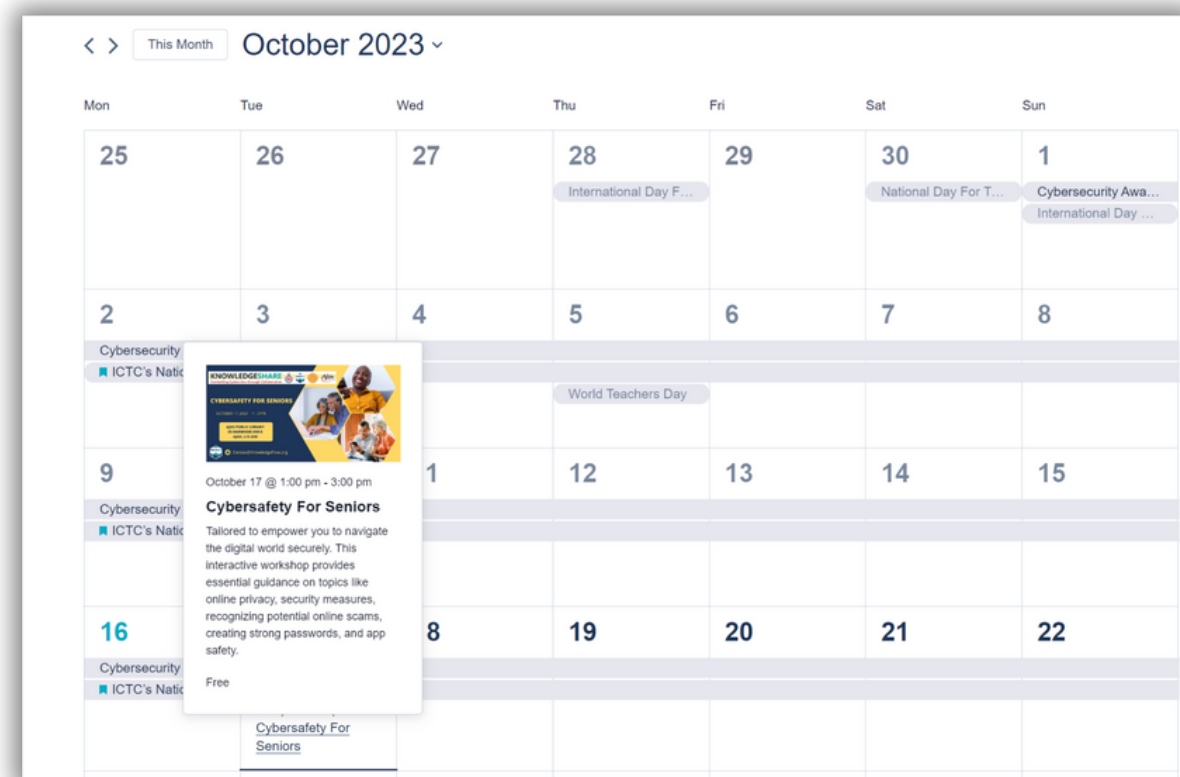 This Month
October 2023
Mon Tue Wed Thu Fri Sat Sun
25 26 27 28 29 30 1
International Day F... National Day For T... Cybersecurity Awa...
International Day ...
2 3 4 5 6 7 8
Cybersecurity
ICTC's Natic
World Teachers Day
KNOWLEDGESHARE
CYBERSAFETY FOR SENIORS
October 17 @ 1:00 pm - 3:00 pm
Cybersafety For Seniors
Tailored to empower you to navigate
the digital world securely. This
interactive workshop provides
essential guidance on topics like
online privacy, security measures,
recognizing potential online scams,
creating strong passwords, and app
safety.
Free
9 1 12 13 14 15
Cybersecurity
ICTC's Natic
16 8 19 20 21 22
Cybersecurity
ICTC's Natic
Cybersafety For
Seniors